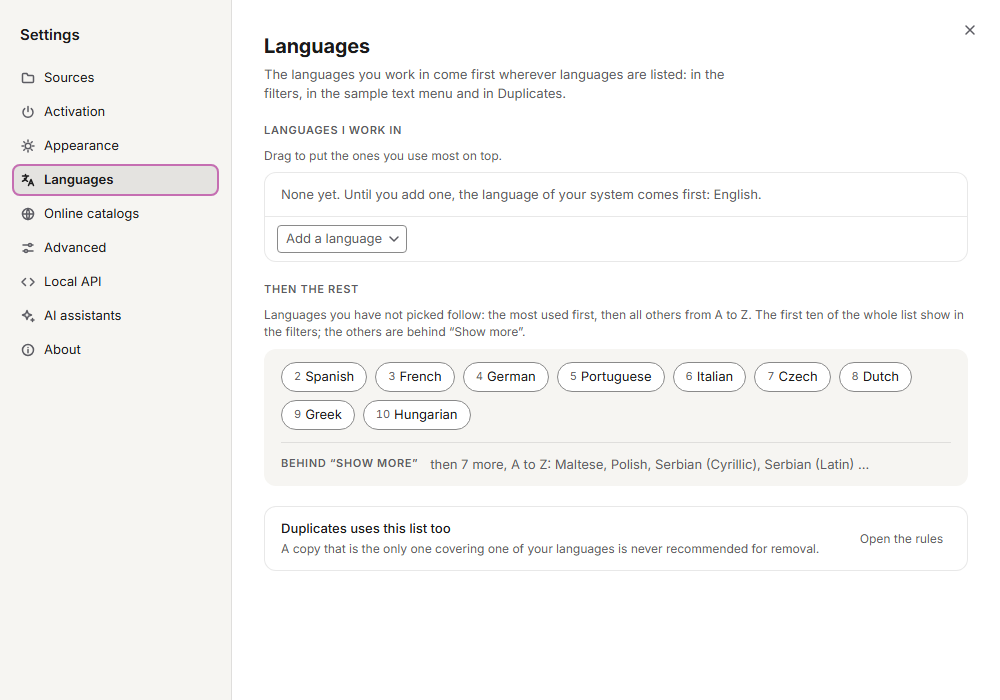 Settings
Sources
Activation
Appearance
Languages
Online catalogs
Advanced
Local API
AI assistants
About
Languages
The languages you work in come first wherever languages are listed: in the
filters, in the sample text menu and in Duplicates.
LANGUAGES I WORK IN
Drag to put the ones you use most on top.
None yet. Until you add one, the language of your system comes first: English.
Add a language
THEN THE REST
Languages you have not picked follow: the most used first, then all others from A to Z. The first ten of the whole list show in
the filters; the others are behind “Show more”.
2 Spanish 3 French 4 German 5 Portuguese 6 Italian 7 Czech 8 Dutch
9 Greek 10 Hungarian
BEHIND “SHOW MORE” then 7 more, A to Z: Maltese, Polish, Serbian (Cyrillic), Serbian (Latin) ...
Duplicates uses this list too
A copy that is the only one covering one of your languages is never recommended for removal.
Open the rules